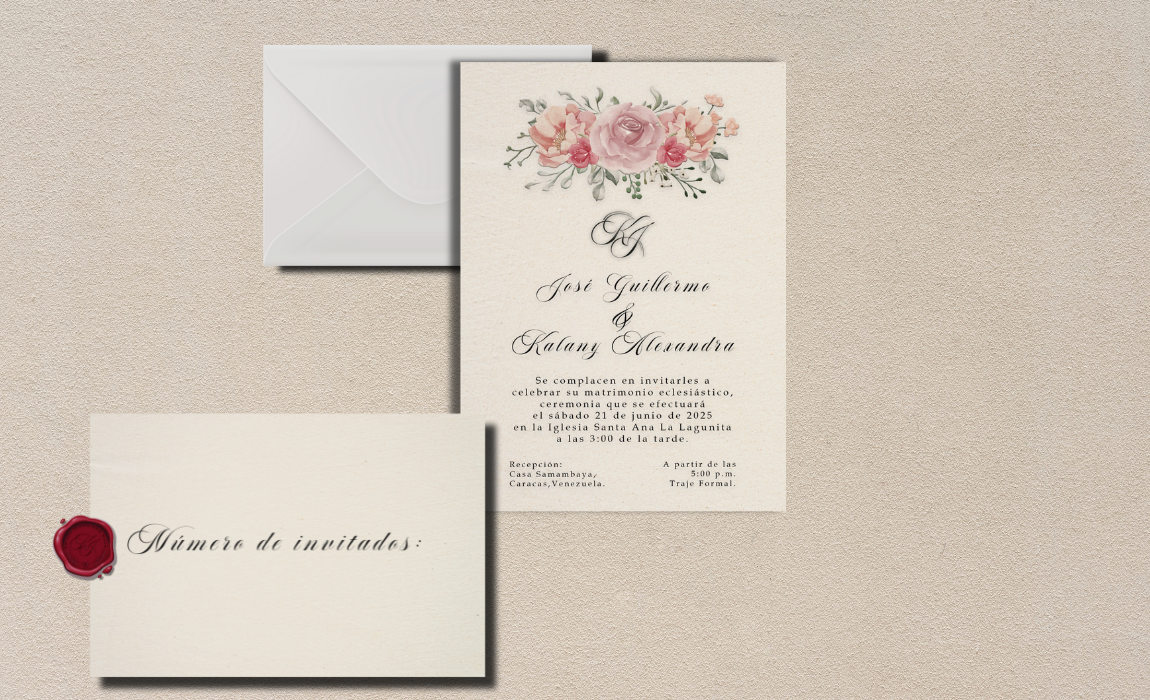 KJ
José Guillermo
&
Kalany Alexandra
Se complacen en invitarles a
celebrar su matrimonio eclesiástico,
ceremonia que se efectuará
el sábado 21 de junio de 2025
en la Iglesia Santa Ana La Lagunita
a las 3:00 de la tarde.
Recepción:
Casa Samambaya,
Caracas,Venezuela.
A partir de las
5:00 p.m.
Traje Formal.
Número de invitados: